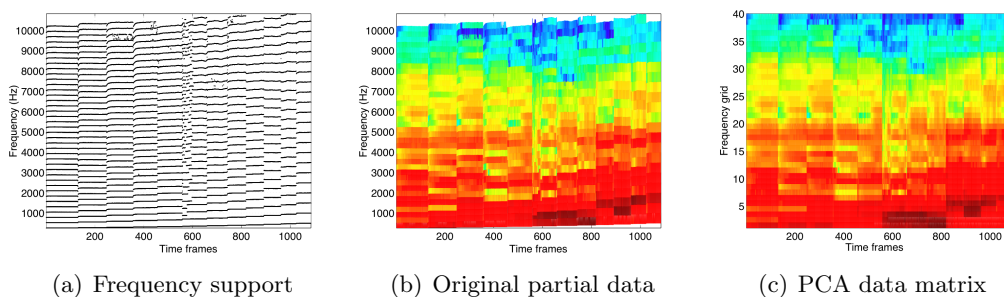 10000
9000
8000
7000
6000
5000
4000
3000
2000
1000
Frequency (Hz)
200 400 600 800 1000
Time frames
(a) Frequency support
10000
9000
8000
7000
6000
5000
4000
3000
2000
1000
Frequency (Hz)
200 400 600 800 1000
Time frames
(b) Original partial data
40
35
30
25
20
15
10
5
Frequency grid
200 400 600 800 1000
Time frames
(c) PCA data matrix